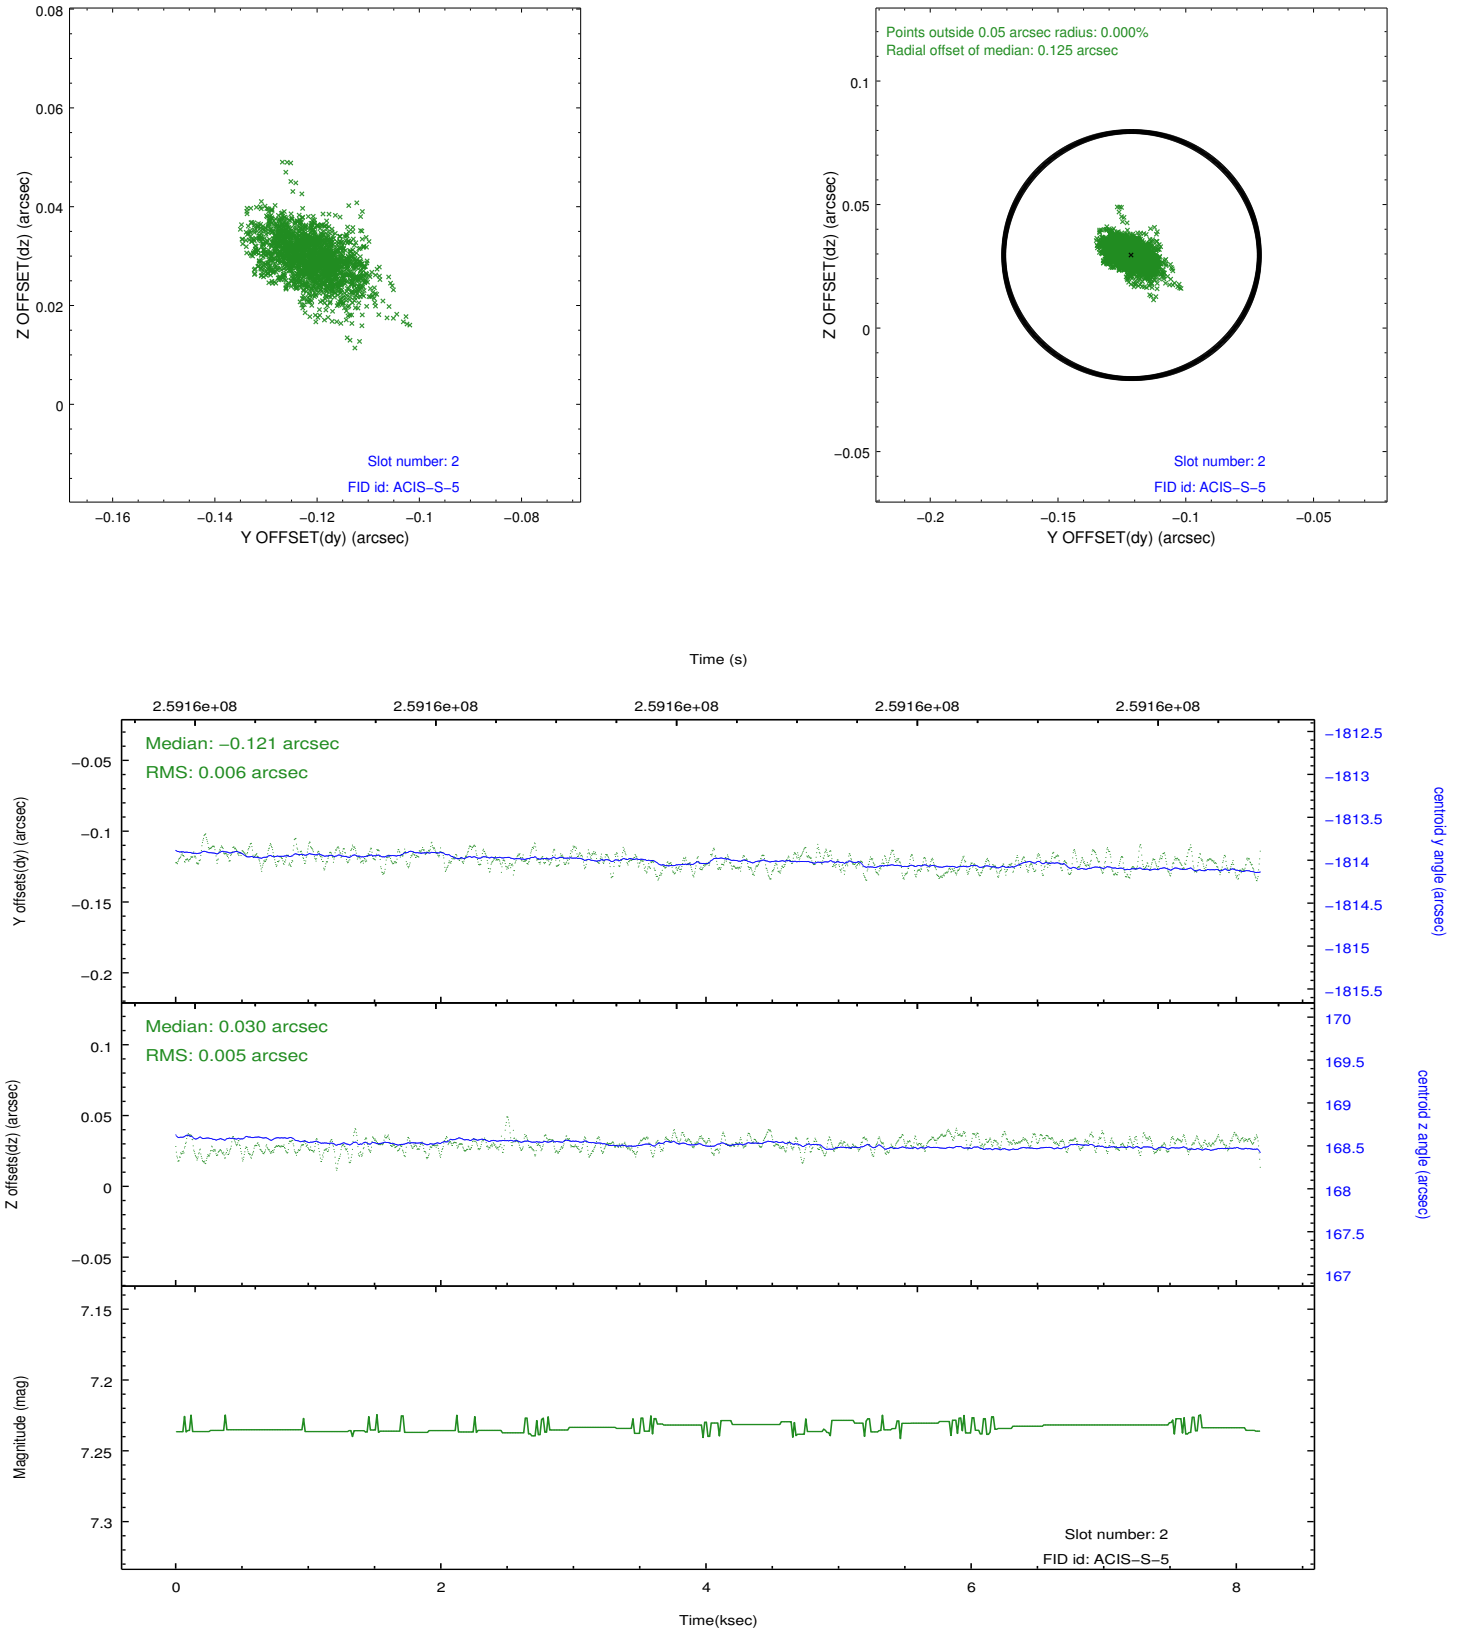 0.08
0.06
0.04
0.02
0
Z OFFSET(dz) (arcsec)
Slot number: 2
FID id: ACIS−S−5
−0.16 −0.14 −0.12 −0.1 −0.08
Y OFFSET(dy) (arcsec)
Points outside 0.05 arcsec radius: 0.000%
Radial offset of median: 0.125 arcsec
0.1
0.05
0
−0.05
Z OFFSET(dz) (arcsec)
Slot number: 2
FID id: ACIS−S−5
−0.2 −0.15 −0.1 −0.05
Y OFFSET(dy) (arcsec)
Time (s)
2.5916e+08 2.5916e+08 2.5916e+08 2.5916e+08 2.5916e+08
Median: −0.121 arcsec
RMS: 0.006 arcsec
−0.05
−0.1
−0.15
−0.2
Y offsets(dy) (arcsec)
−1812.5
−1813
−1813.5
−1814
−1814.5
−1815
−1815.5
centroid y angle (arcsec)
Median: 0.030 arcsec
RMS: 0.005 arcsec
0.1
0.05
0
−0.05
Z offsets(dz) (arcsec)
170
169.5
169
168.5
168
167.5
167
centroid z angle (arcsec)
7.15
7.2
7.25
7.3
Magnitude (mag)
Slot number: 2
FID id: ACIS−S−5
0 2 4 6 8
Time(ksec)